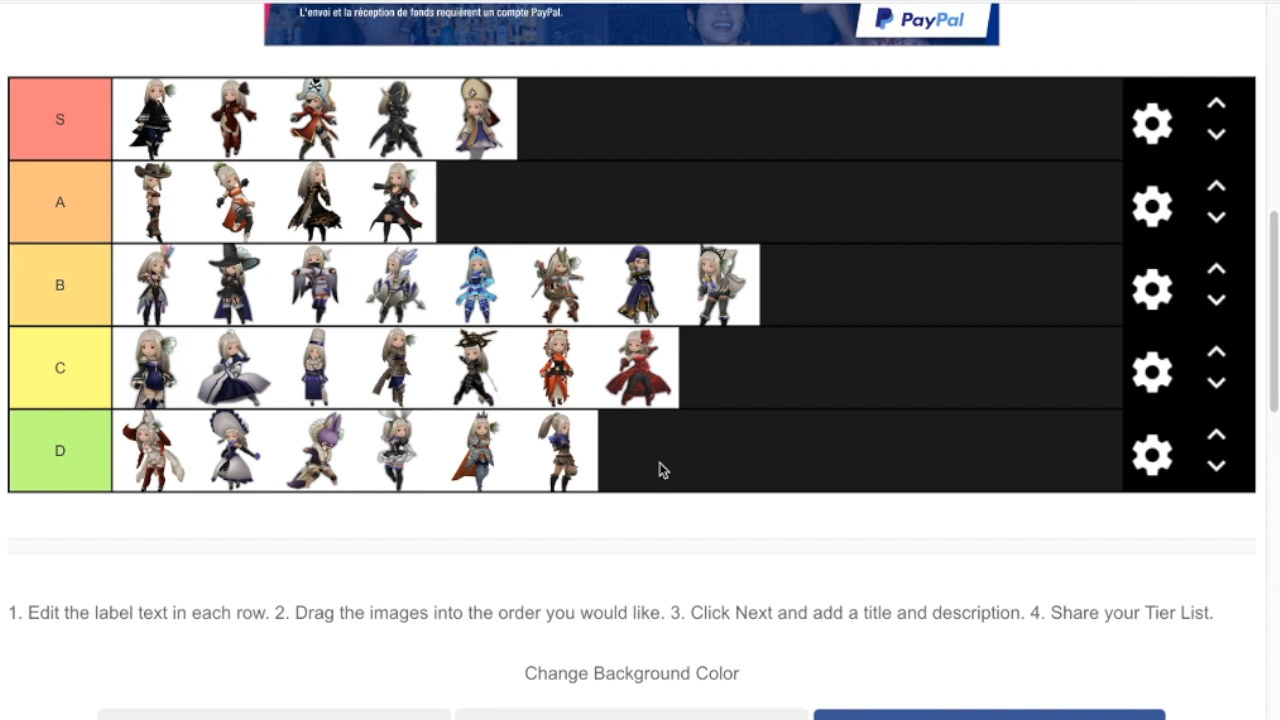 L'envoi et la réception de fonds requièrent un compte PayPal.
PayPal
S
A
B
C
D
1. Edit the label text in each row. 2. Drag the images into the order you would like. 3. Click Next and add a title and description. 4. Share your Tier List.
Change Background Color